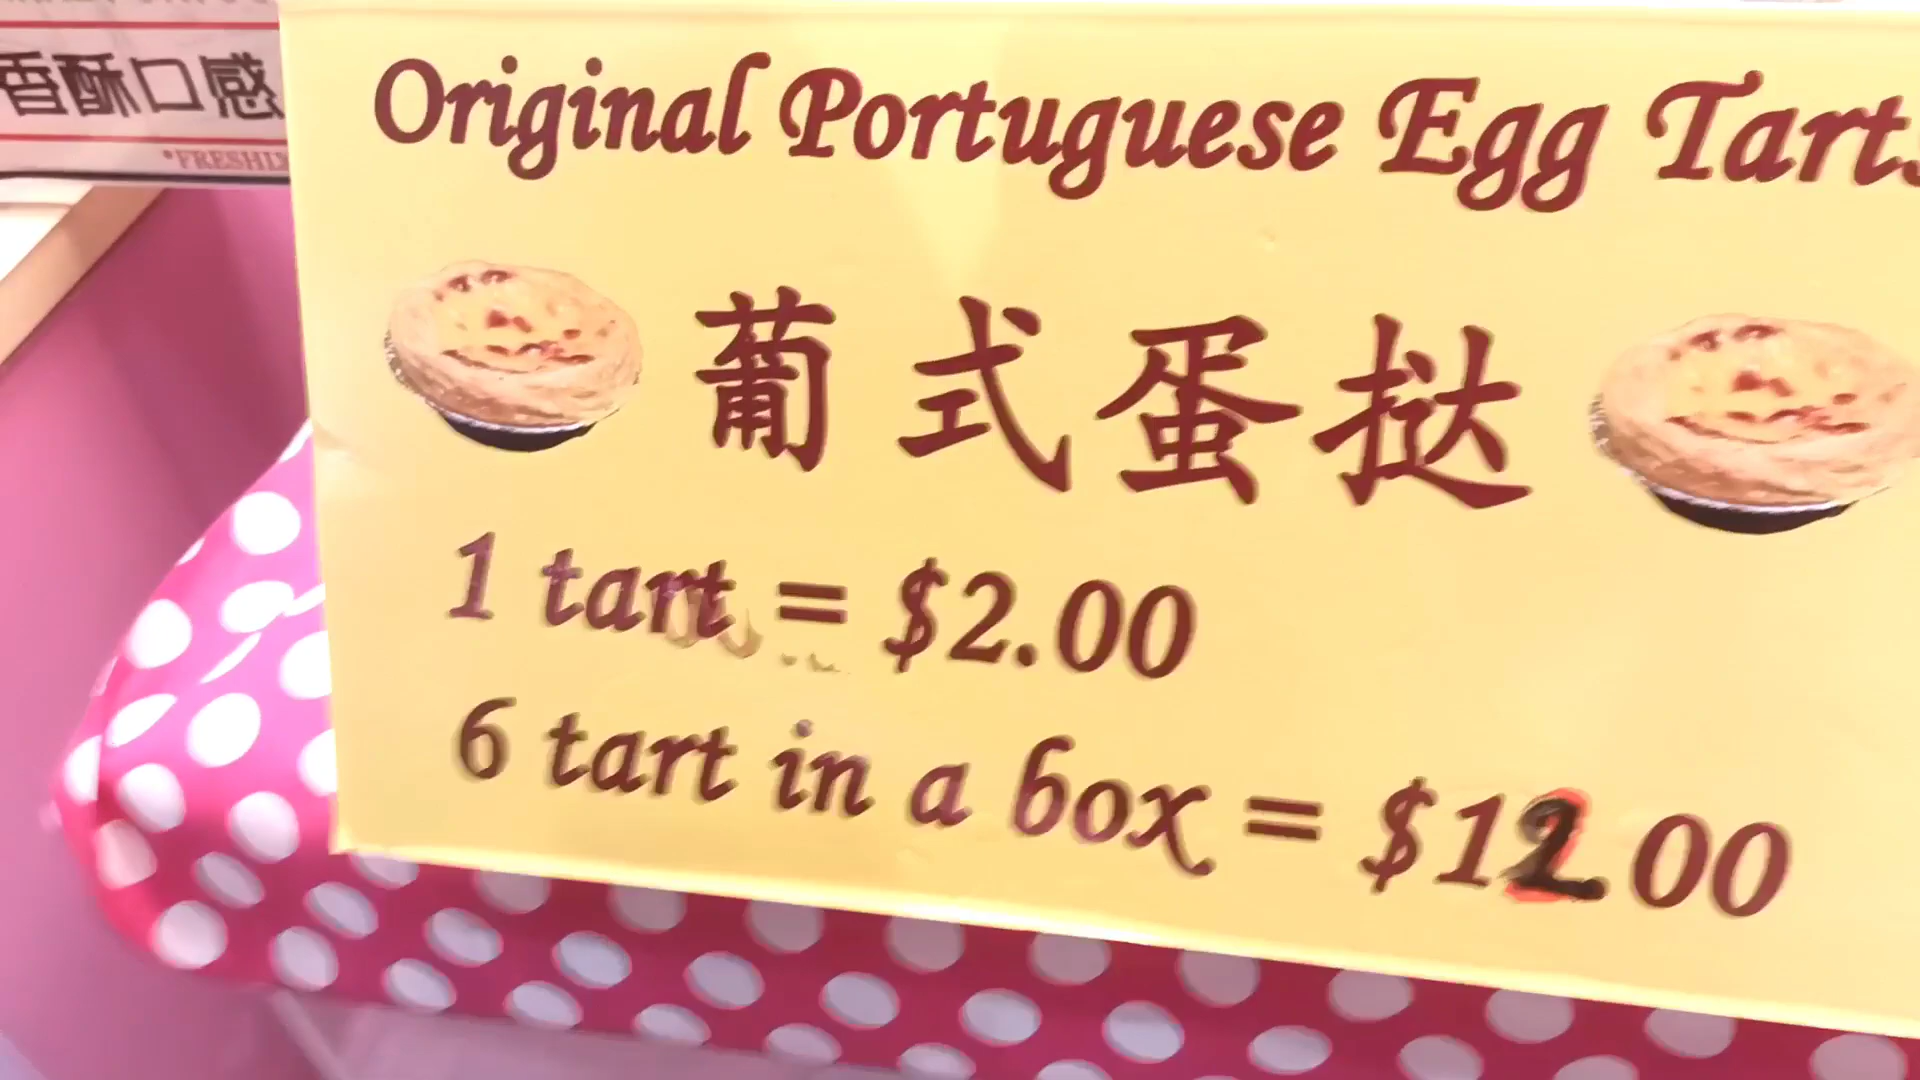 香酥口感
*FRESHLY
Original Portuguese Egg Tarts
葡式蛋挞
1 tart = $2.00
6 tart in a box = $12.00